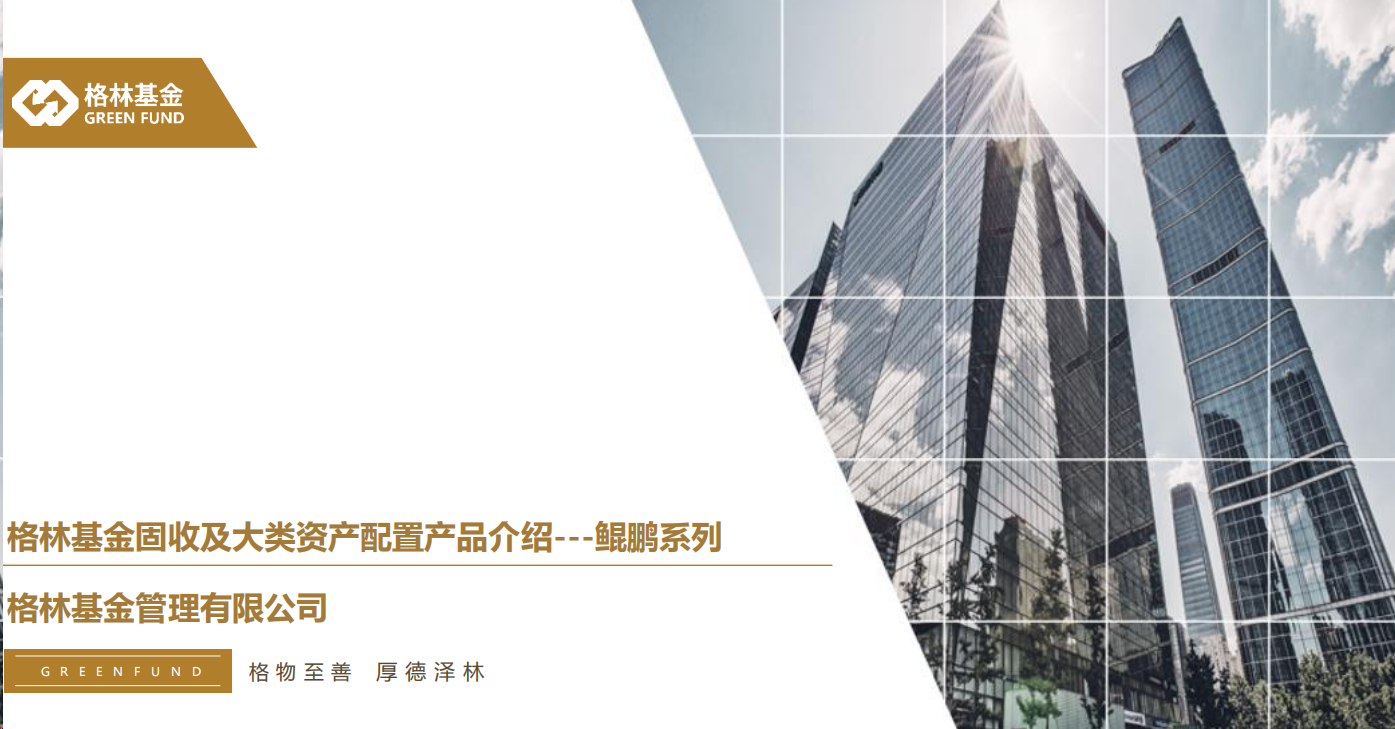 格林基金
GREEN FUND
格林基金固收及大类资产配置产品介绍---鲲鹏系列
格林基金管理有限公司
GREENFUND
格物至善 厚德泽林